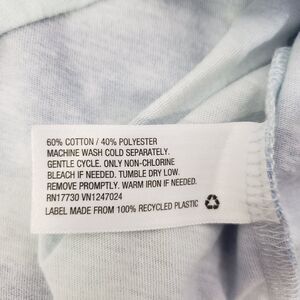 60% COTTON / 40% POLYESTER
MACHINE WASH COLD SEPARATELY.
GENTLE CYCLE. ONLY NON-CHLORINE
BLEACH IF NEEDED. TUMBLE DRY LOW.
REMOVE PROMPTLY. WARM IRON IF NEEDED.
RN17730 VN1247024
LABEL MADE FROM 100% RECYCLED PLASTIC